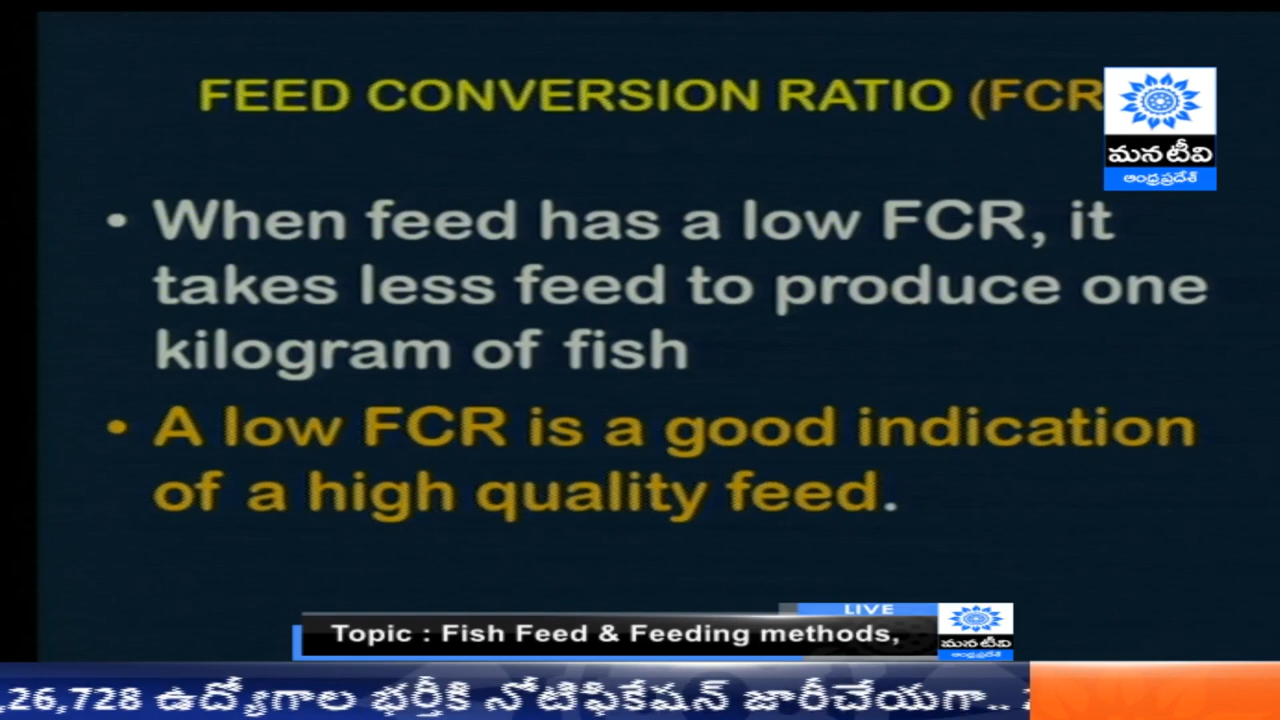 FEED CONVERSION RATIO (FCR
మన టీవి
ఆంధ్రప్రదేశ్
• When feed has a low FCR, it
takes less feed to produce one
kilogram of fish
• A low FCR is a good indication
of a high quality feed.
LIVE
Topic : Fish Feed & Feeding methods,
మన టీవి
ఆంధ్రప్రదేశ్
,26,728 ఉద్యోగాల భర్తీకి నోటిఫికేషన్ జారీచేయగా..